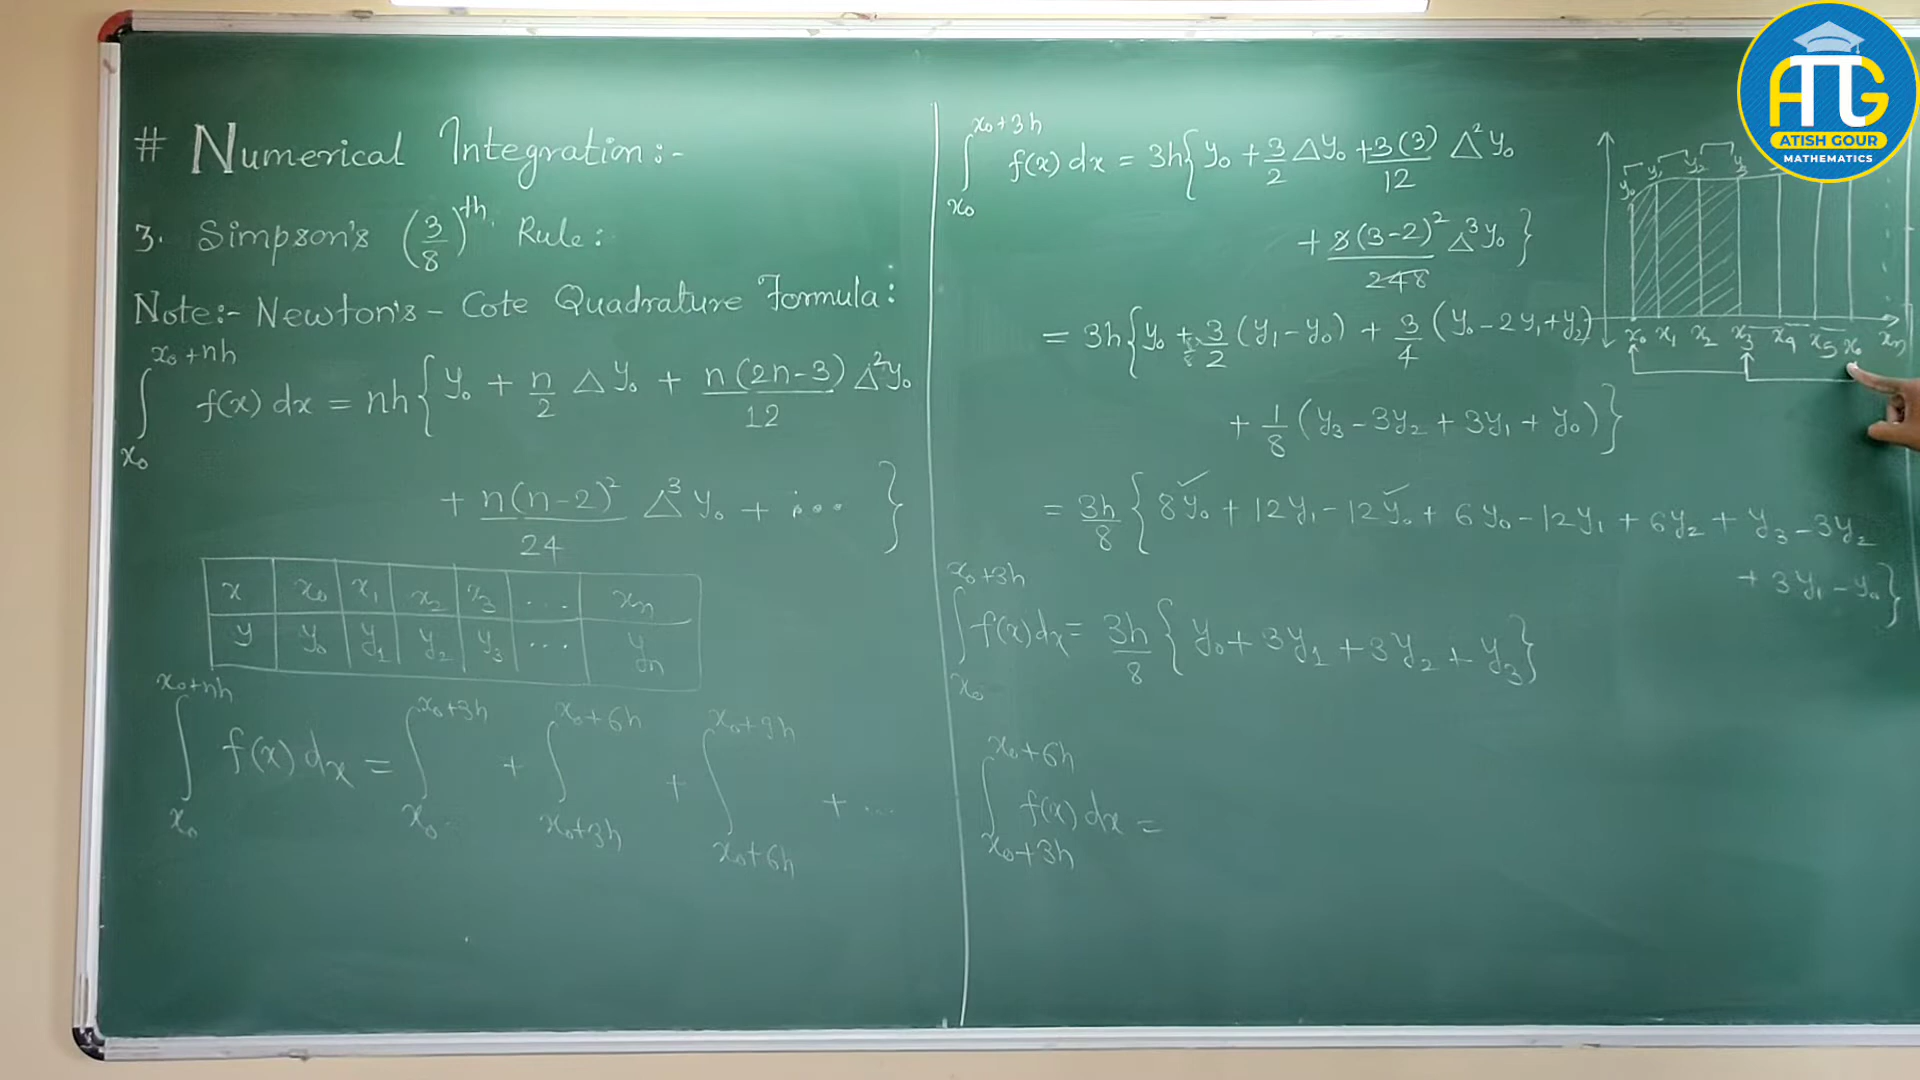 # Numerical Integration:-
3. Simpson's (3/8)^th Rule:
Note:- Newton's - Cote Quadrature Formula:
∫_{x₀}^{x₀+nh} f(x) dx = nh{ y₀ + n/2 Δy₀ + n(2n-3)/12 Δ²y₀
+ n(n-2)²/24 Δ³y₀ + ... }
x | x₀ | x₁ | x₂ | x₃ | ... | xₙ
y | y₀ | y₁ | y₂ | y₃ | ... | yₙ
∫_{x₀}^{x₀+nh} f(x) dx = ∫_{x₀}^{x₀+3h} + ∫_{x₀+3h}^{x₀+6h} + ∫_{x₀+6h}^{x₀+9h} + ...
∫_{x₀}^{x₀+3h} f(x) dx = 3h{ y₀ + 3/2 Δy₀ + 3(3)/12 Δ²y₀
+ 3(3-2)²/248 Δ³y₀ }
= 3h{ y₀ + 3/2 (y₁ - y₀) + 3/4 (y₀ - 2y₁ + y₂)
+ 1/8 (y₃ - 3y₂ + 3y₁ + y₀) }
= 3h/8 { 8y₀ + 12y₁ - 12y₀ + 6y₀ - 12y₁ + 6y₂ + y₃ - 3y₂
+ 3y₁ - y₀ }
∫_{x₀}^{x₀+3h} f(x) dx = 3h/8 { y₀ + 3y₁ + 3y₂ + y₃ }
∫_{x₀+3h}^{x₀+6h} f(x) dx =
y₀ y₁ y₂ y₃
x₀ x₁ x₂ x₃ x₄ x₅ x₆ xₙ
ATG
ATISH GOUR
MATHEMATICS